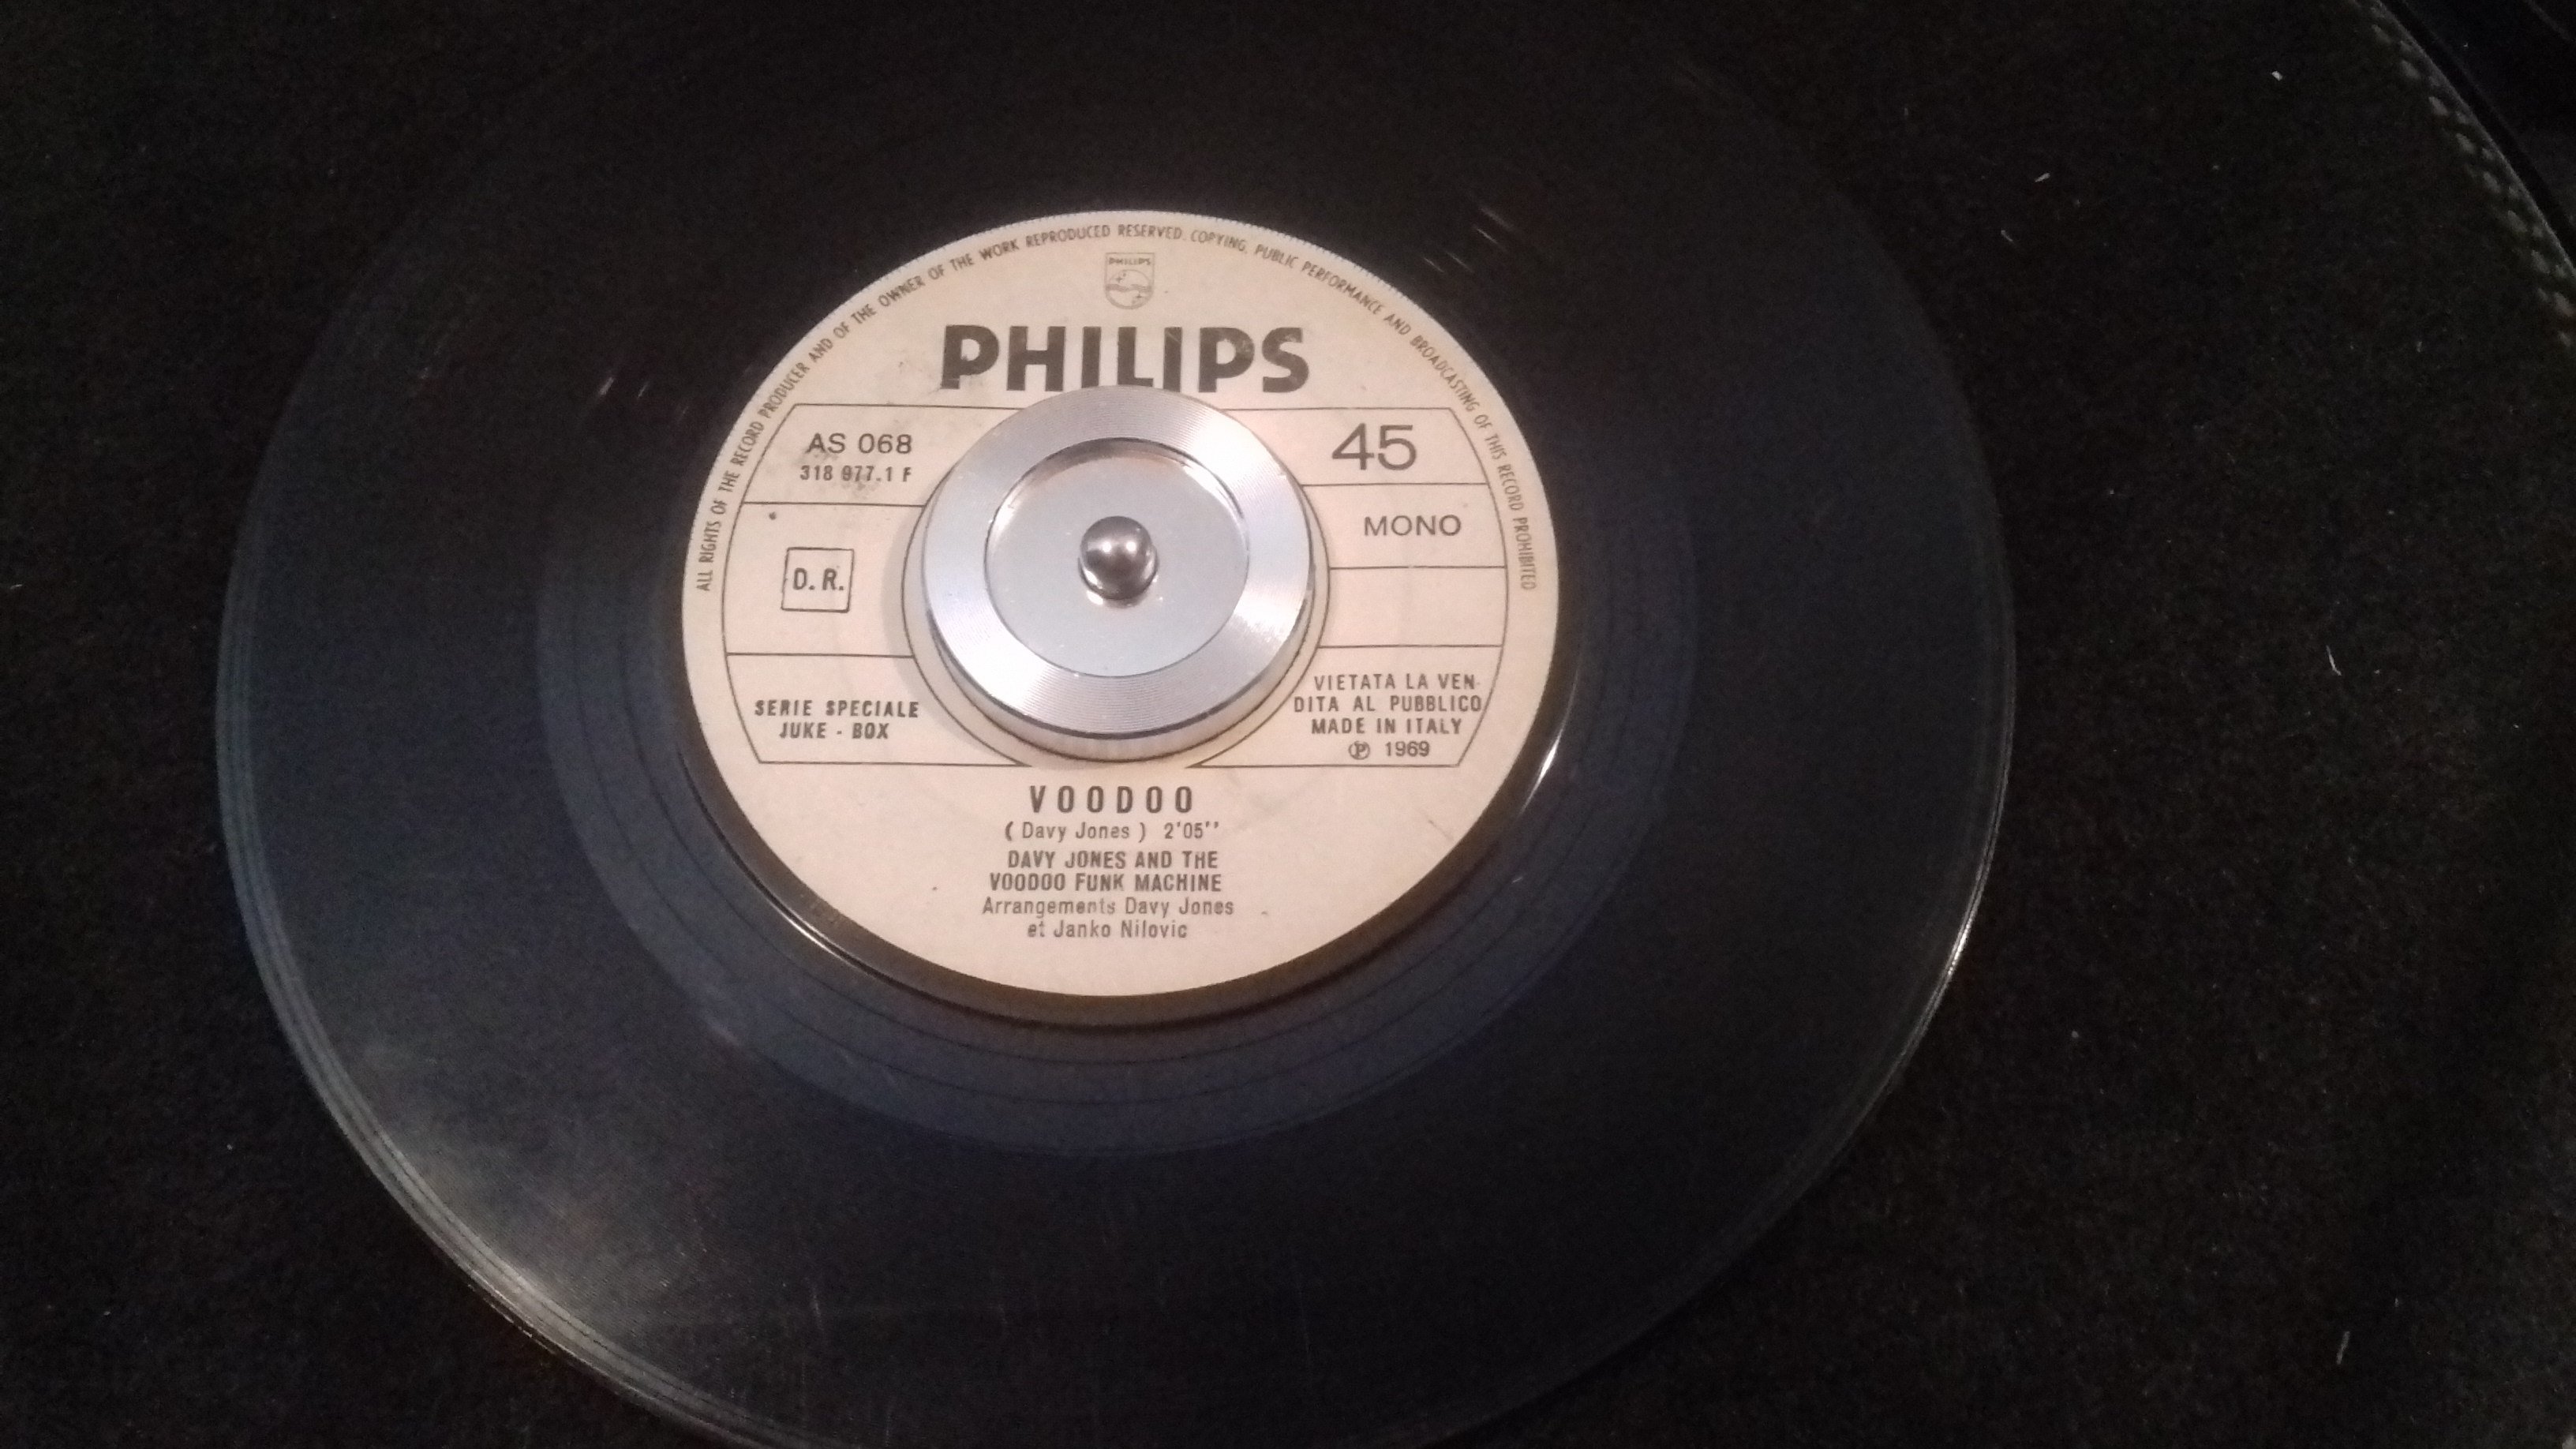 ALL RIGHTS OF THE RECORD PRODUCER AND OF THE OWNER OF THE WORK REPRODUCED RESERVED. COPYING, PUBLIC PERFORMANCE AND BROADCASTING OF THIS RECORD PROHIBITED
PHILIPS
PHILIPS
AS 068
318 977.1 F
45
MONO
D. R.
SERIE SPECIALE
JUKE - BOX
VIETATA LA VEN-
DITA AL PUBBLICO
MADE IN ITALY
Ⓟ 1969
VOODOO
( Davy Jones ) 2'05''
DAVY JONES AND THE
VOODOO FUNK MACHINE
Arrangements Davy Jones
et Janko Nilovic